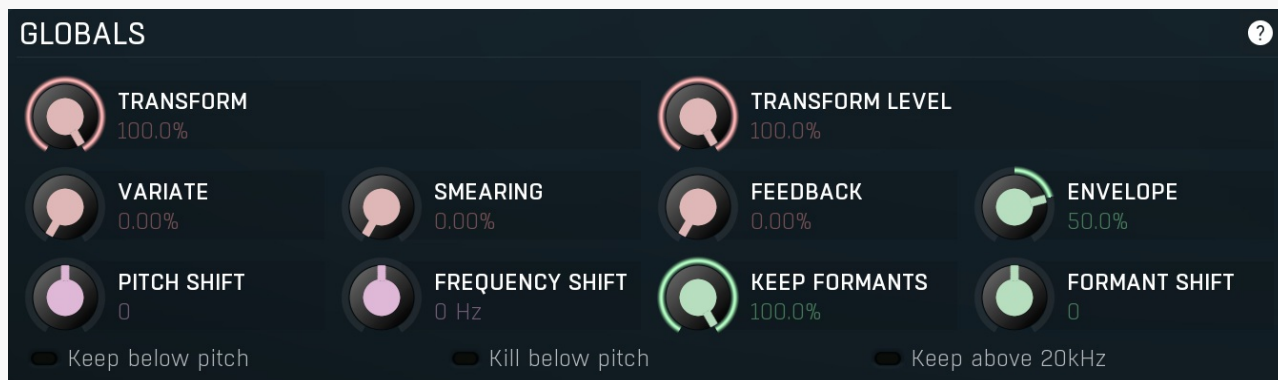 GLOBALS
?
TRANSFORM
100.0%
TRANSFORM LEVEL
100.0%
VARIATE
0.00%
SMEARING
0.00%
FEEDBACK
0.00%
ENVELOPE
50.0%
PITCH SHIFT
0
FREQUENCY SHIFT
0 Hz
KEEP FORMANTS
100.0%
FORMANT SHIFT
0
Keep below pitch
Kill below pitch
Keep above 20kHz